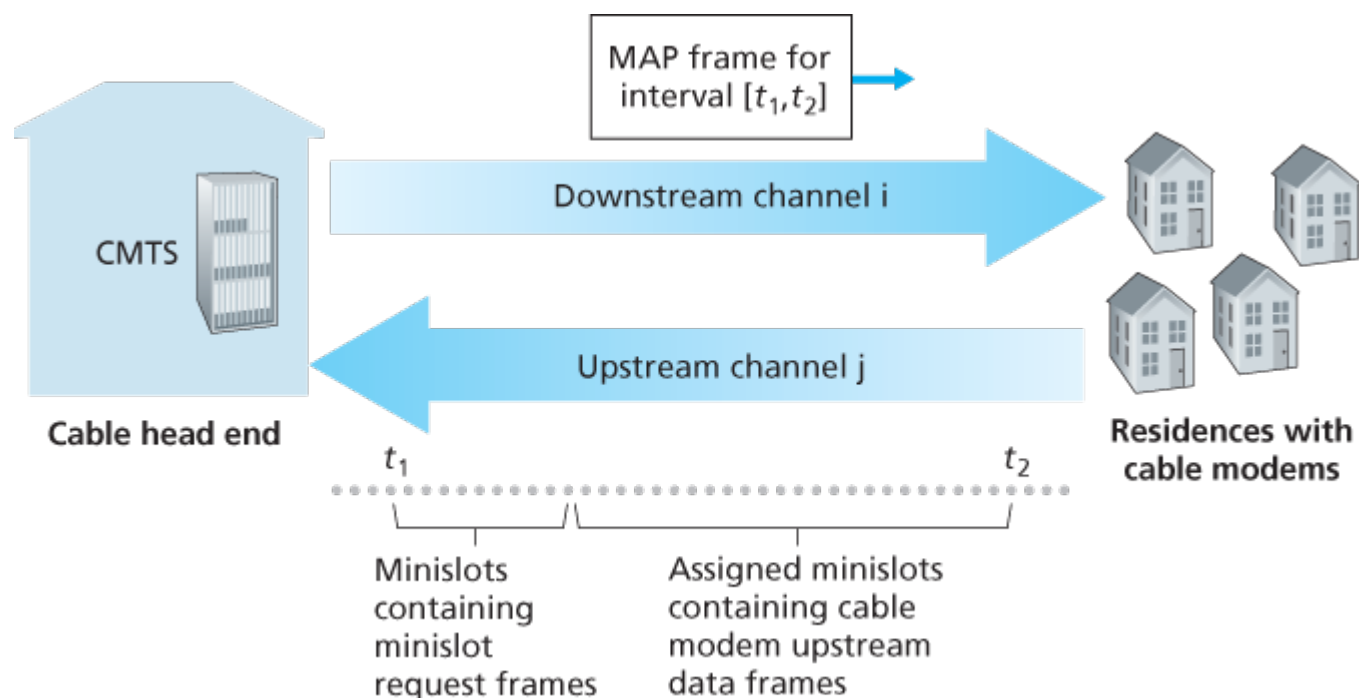 MAP frame for
interval [t₁,t₂]
Downstream channel i
CMTS
Upstream channel j
Cable head end
Residences with
cable modems
t₁
t₂
Minislots
containing
minislot
request frames
Assigned minislots
containing cable
modem upstream
data frames